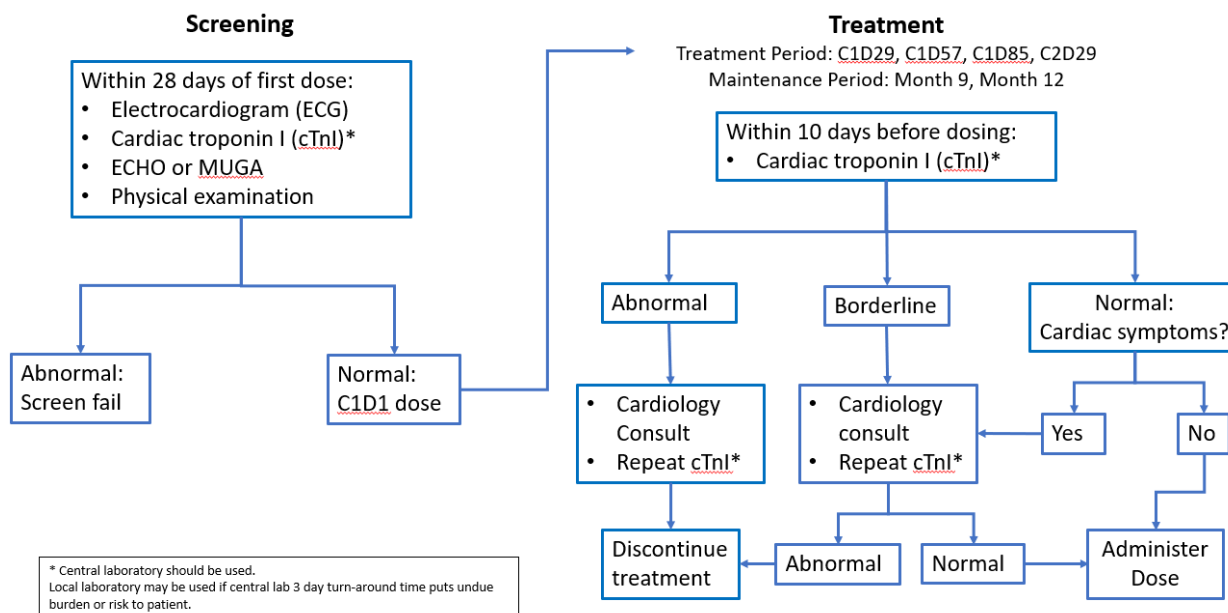 Screening
Within 28 days of first dose:
• Electrocardiogram (ECG)
• Cardiac troponin I (cTnI)*
• ECHO or MUGA
• Physical examination
Abnormal:
Screen fail
Normal:
C1D1 dose
Treatment
Treatment Period: C1D29, C1D57, C1D85, C2D29
Maintenance Period: Month 9, Month 12
Within 10 days before dosing:
• Cardiac troponin I (cTnI)*
Abnormal
Borderline
Normal:
Cardiac symptoms?
• Cardiology
Consult
• Repeat cTnI*
• Cardiology
consult
• Repeat cTnI*
Yes
No
Discontinue
treatment
Abnormal
Normal
Administer
Dose
* Central laboratory should be used.
Local laboratory may be used if central lab 3 day turn-around time puts undue
burden or risk to patient.